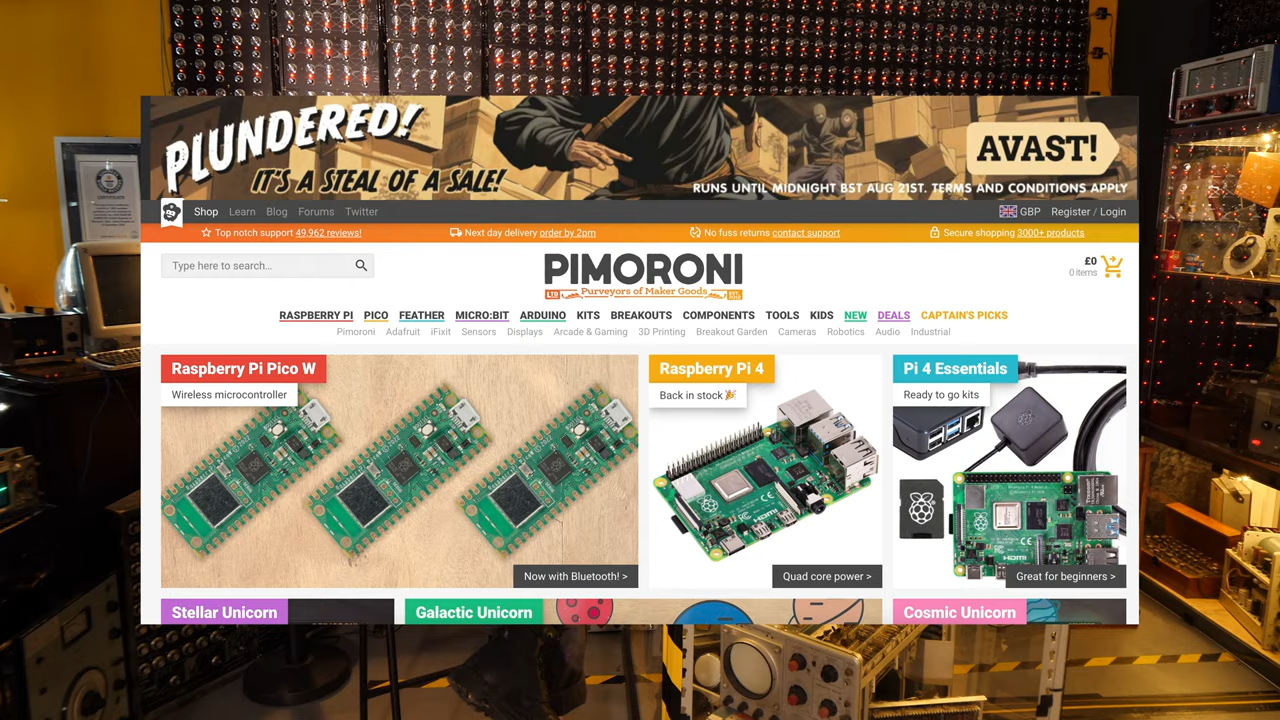 PLUNDERED!
IT'S A STEAL OF A SALE!
AVAST!
RUNS UNTIL MIDNIGHT BST AUG 21ST. TERMS AND CONDITIONS APPLY
Shop Learn Blog Forums Twitter GBP Register / Login
Top notch support 49,962 reviews! Next day delivery order by 2pm No fuss returns contact support Secure shopping 3000+ products
Type here to search...
PIMORONI
LTD Purveyors of Maker Goods
£0
0 items
RASPBERRY PI PICO FEATHER MICRO:BIT ARDUINO KITS BREAKOUTS COMPONENTS TOOLS KIDS NEW DEALS CAPTAIN'S PICKS
Pimoroni Adafruit iFixit Sensors Displays Arcade & Gaming 3D Printing Breakout Garden Cameras Robotics Audio Industrial
Raspberry Pi Pico W
Wireless microcontroller
Now with Bluetooth! >
Raspberry Pi 4
Back in stock 🎉
HDMI
Quad core power >
Pi 4 Essentials
Ready to go kits
HDMI
Great for beginners >
Stellar Unicorn
Galactic Unicorn
Cosmic Unicorn